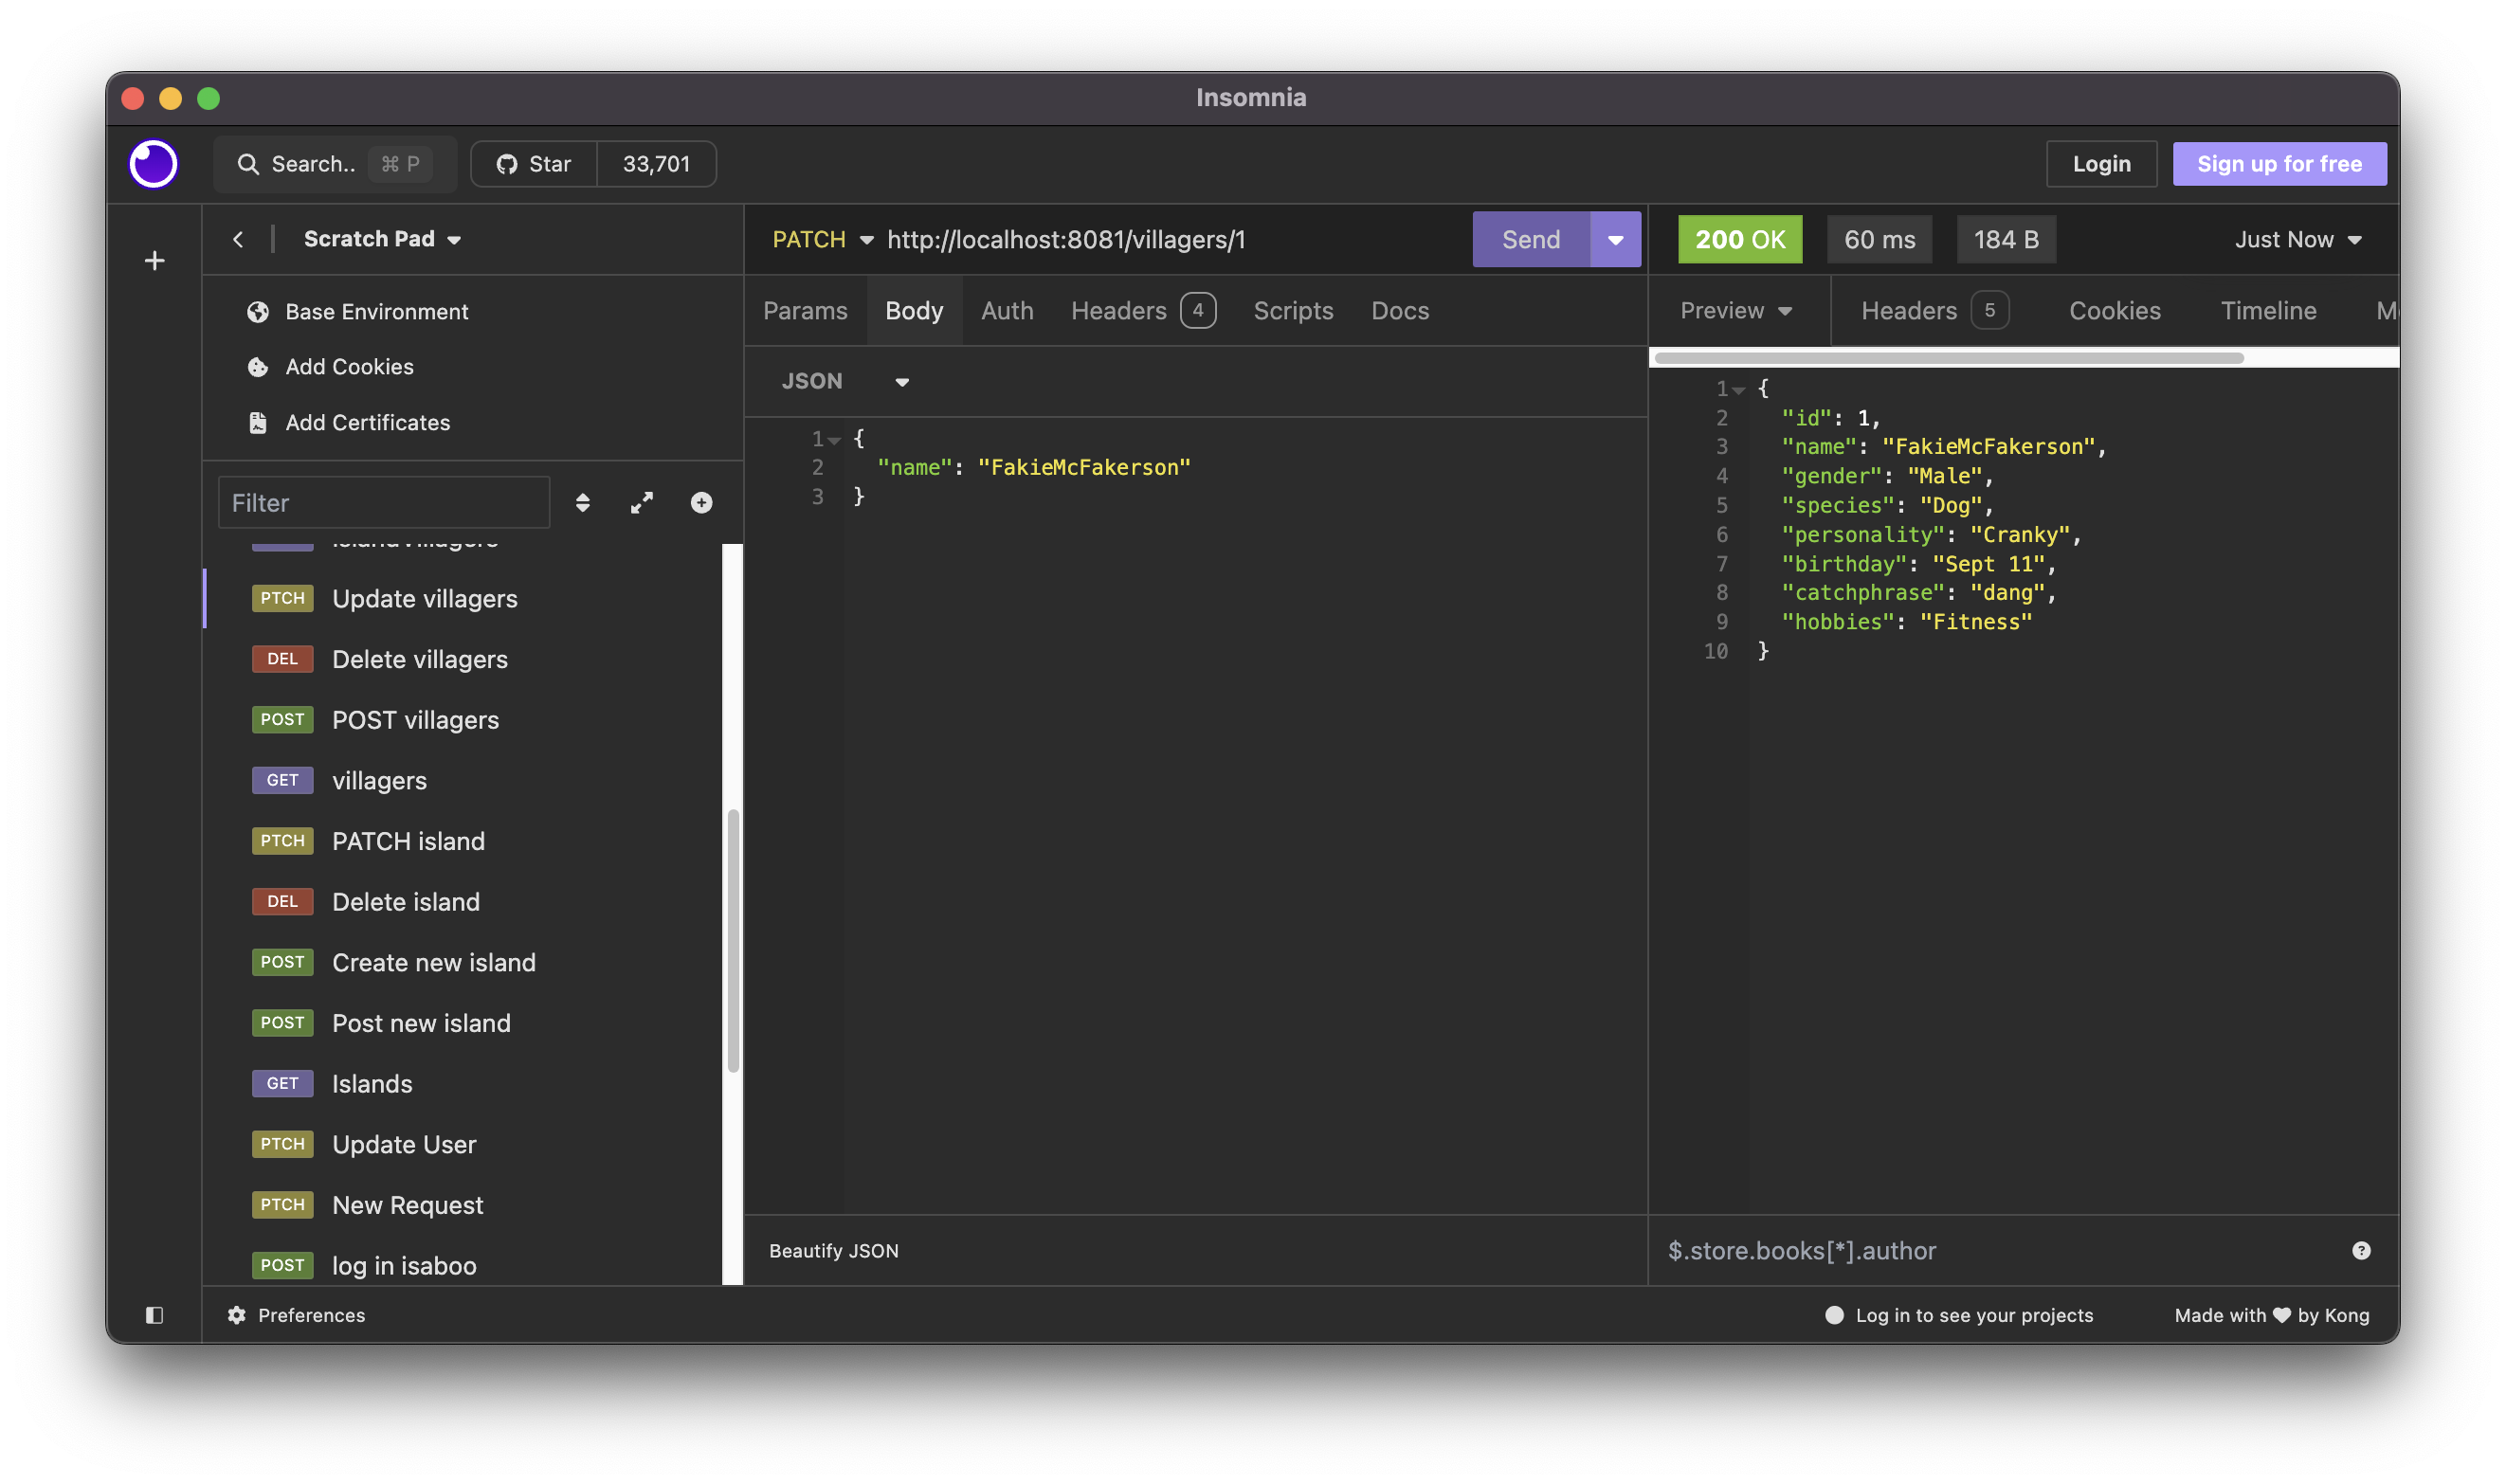 Insomnia
Search.. ⌘ P
Star 33,701
Login
Sign up for free
Scratch Pad
Base Environment
Add Cookies
Add Certificates
Filter
PTCH Update villagers
DEL Delete villagers
POST POST villagers
GET villagers
PTCH PATCH island
DEL Delete island
POST Create new island
POST Post new island
GET Islands
PTCH Update User
PTCH New Request
POST log in isaboo
PATCH http://localhost:8081/villagers/1
Send
Params Body Auth Headers 4 Scripts Docs
JSON
1 {
2 "name": "FakieMcFakerson"
3 }
Beautify JSON
200 OK 60 ms 184 B Just Now
Preview Headers 5 Cookies Timeline
1 {
2 "id": 1,
3 "name": "FakieMcFakerson",
4 "gender": "Male",
5 "species": "Dog",
6 "personality": "Cranky",
7 "birthday": "Sept 11",
8 "catchphrase": "dang",
9 "hobbies": "Fitness"
10 }
$.store.books[*].author
Preferences
Log in to see your projects
Made with ♥ by Kong